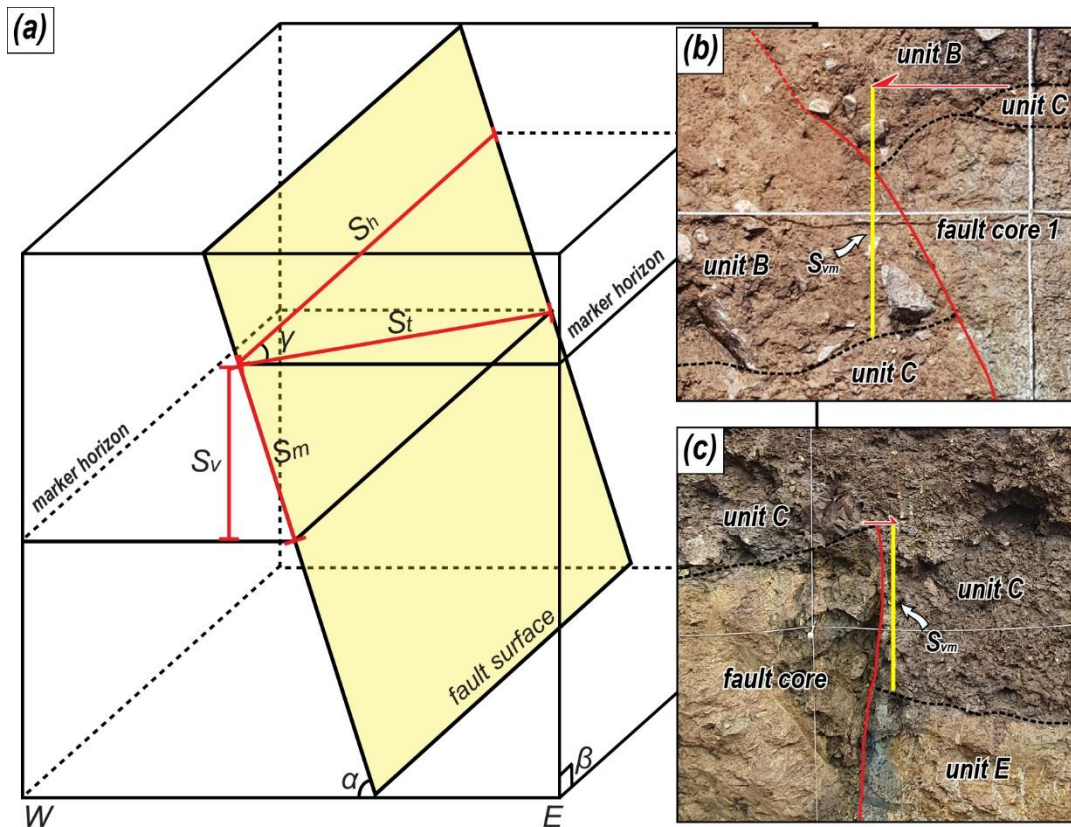 (a)
Sh
St
γ
marker horizon
marker horizon
Sv
Sm
fault surface
α
β
W
E
(b)
unit B
unit C
fault core 1
Svm
unit B
unit C
(c)
unit C
unit C
Svm
fault core
unit E